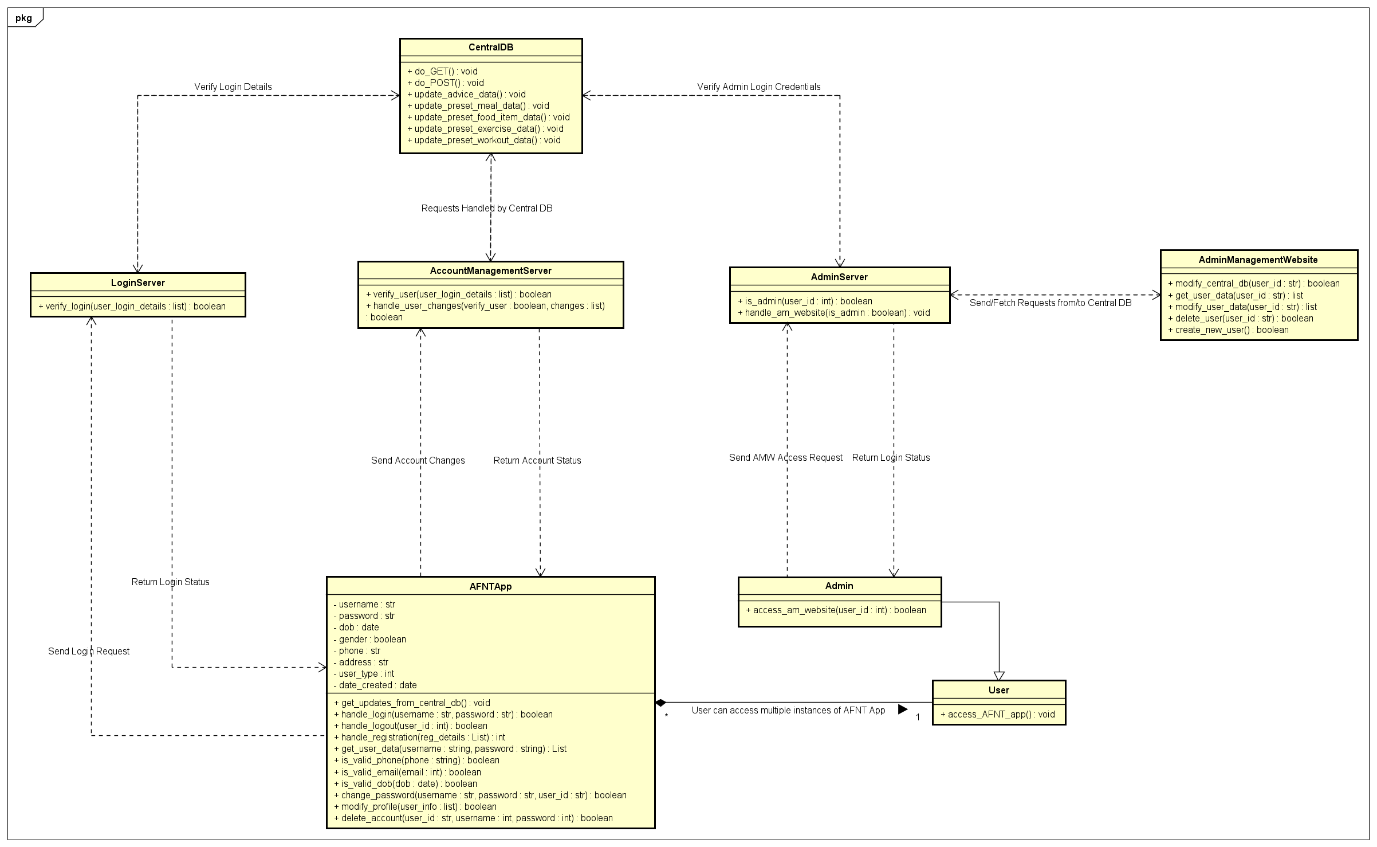 pkg
CentralDB
+ do_GET() : void
+ do_POST() : void
+ update_advice_data() : void
+ update_preset_meal_data() : void
+ update_preset_food_item_data() : void
+ update_preset_exercise_data() : void
+ update_preset_workout_data() : void
Verify Login Details
Verify Admin Login Credentials
Requests Handled by Central DB
LoginServer
+ verify_login(user_login_details : list) : boolean
AccountManagementServer
+ verify_user(user_login_details : list) : boolean
+ handle_user_changes(verify_user : boolean, changes : list)
: boolean
AdminServer
+ is_admin(user_id : int) : boolean
+ handle_am_website(is_admin : boolean) : void
Send/Fetch Requests from/to Central DB
AdminManagementWebsite
+ modify_central_db(user_id : str) : boolean
+ get_user_data(user_id : str) : list
+ modify_user_data(user_id : str) : list
+ delete_user(user_id : str) : boolean
+ create_new_user() : boolean
Send Account Changes
Return Account Status
Send AMW Access Request
Return Login Status
Return Login Status
Send Login Request
AFNTApp
- username : str
- password : str
- dob : date
- gender : boolean
- phone : str
- address : str
- user_type : int
- date_created : date
+ get_updates_from_central_db() : void
+ handle_login(username : str, password : str) : boolean
+ handle_logout(user_id : int) : boolean
+ handle_registration(reg_details : List) : int
+ get_user_data(username : string, password : string) : List
+ is_valid_phone(phone : string) : boolean
+ is_valid_email(email : int) : boolean
+ is_valid_dob(dob : date) : boolean
+ change_password(username : str, password : str, user_id : str) : boolean
+ modify_profile(user_info : list) : boolean
+ delete_account(user_id : str, username : int, password : int) : boolean
Admin
+ access_am_website(user_id : int) : boolean
User
+ access_AFNT_app() : void
User can access multiple instances of AFNT App
*
1